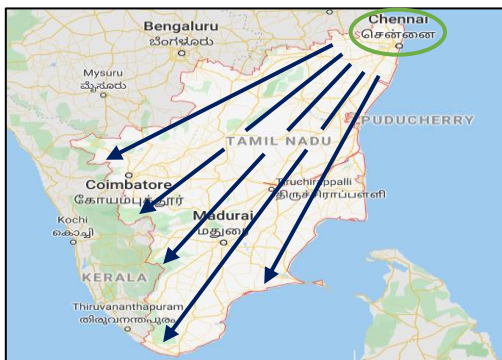 Chennai
சென்னை
Bengaluru
ಬೆಂಗಳೂರು
Mysuru
ಮೈಸೂರು
PUDUCHERRY
TAMIL NADU
Coimbatore
கோயம்புத்தூர்
Tiruchirappalli
திருச்சிராப்பள்ளி
Kochi
കൊച്ചി
Madurai
மதுரை
KERALA
Thiruvananthapuram
തിരുവനന്തപുരം